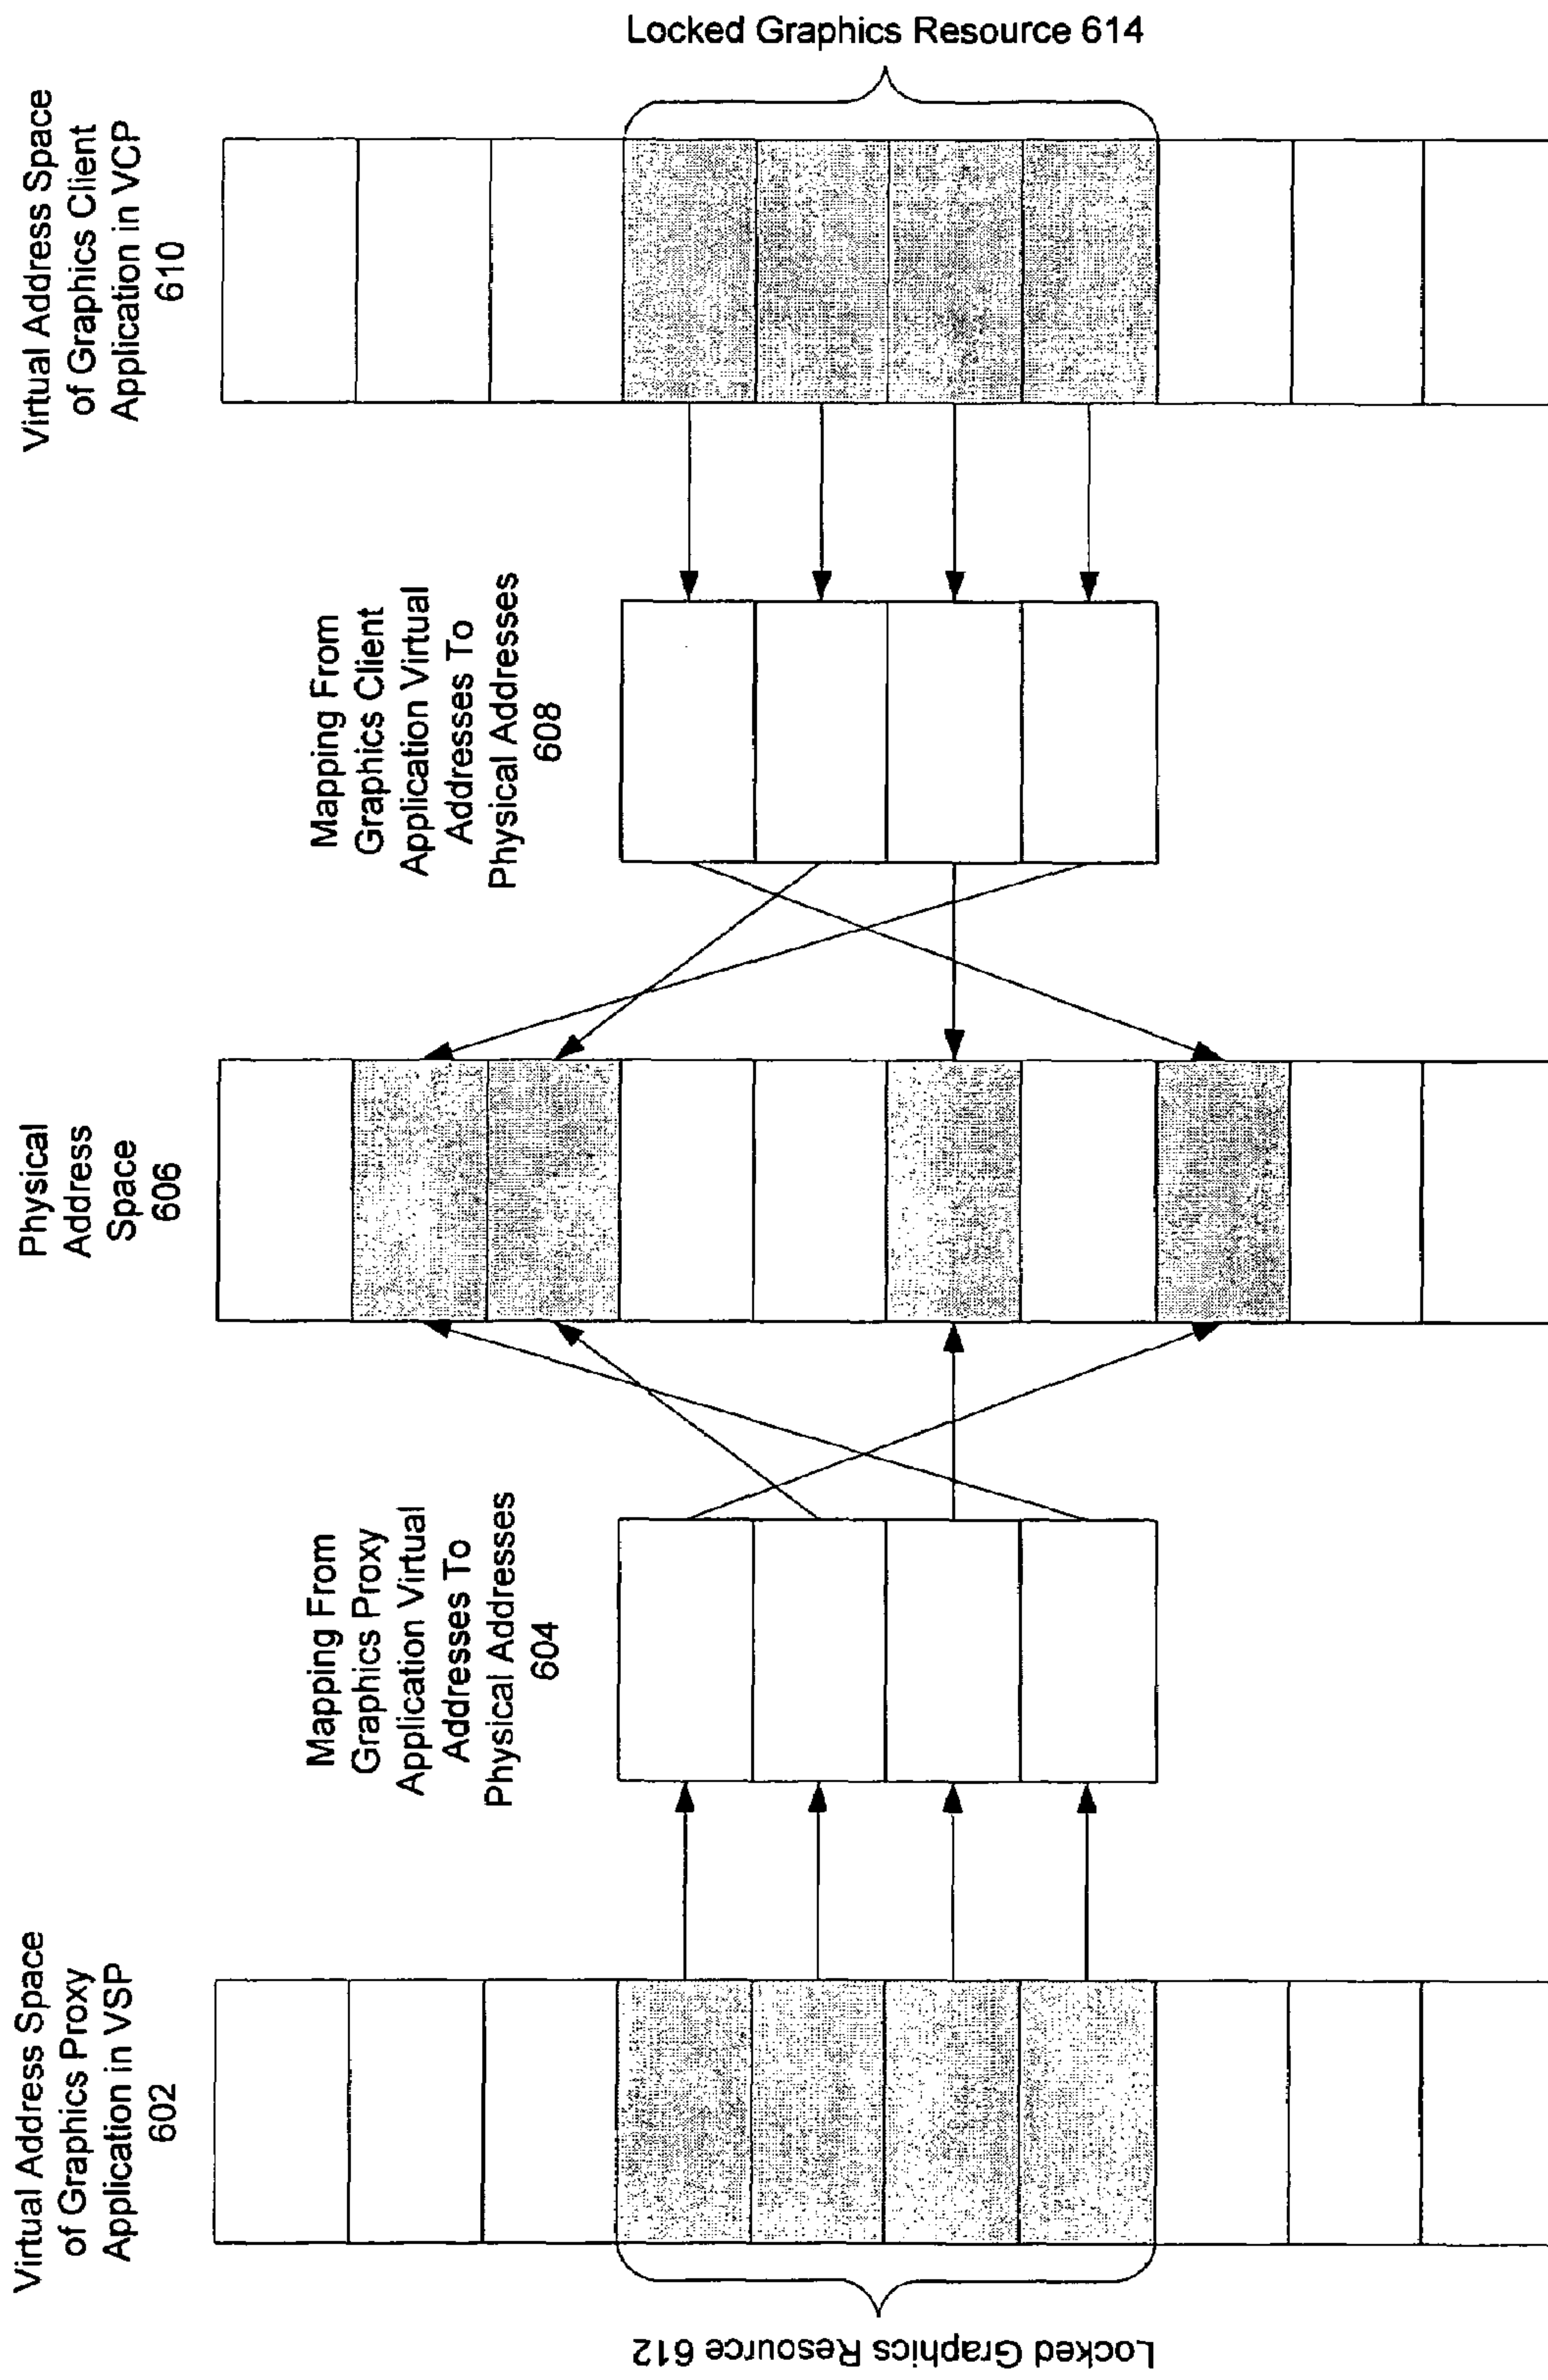 Virtual Address Space
of Graphics Proxy
Application in VSP
602
Mapping From
Graphics Proxy
Application Virtual
Addresses To
Physical Addresses
604
Physical
Address
Space
606
Mapping From
Graphics Client
Application Virtual
Addresses To
Physical Addresses
608
Virtual Address Space
of Graphics Client
Application in VCP
610
Locked Graphics Resource 612
Locked Graphics Resource 614